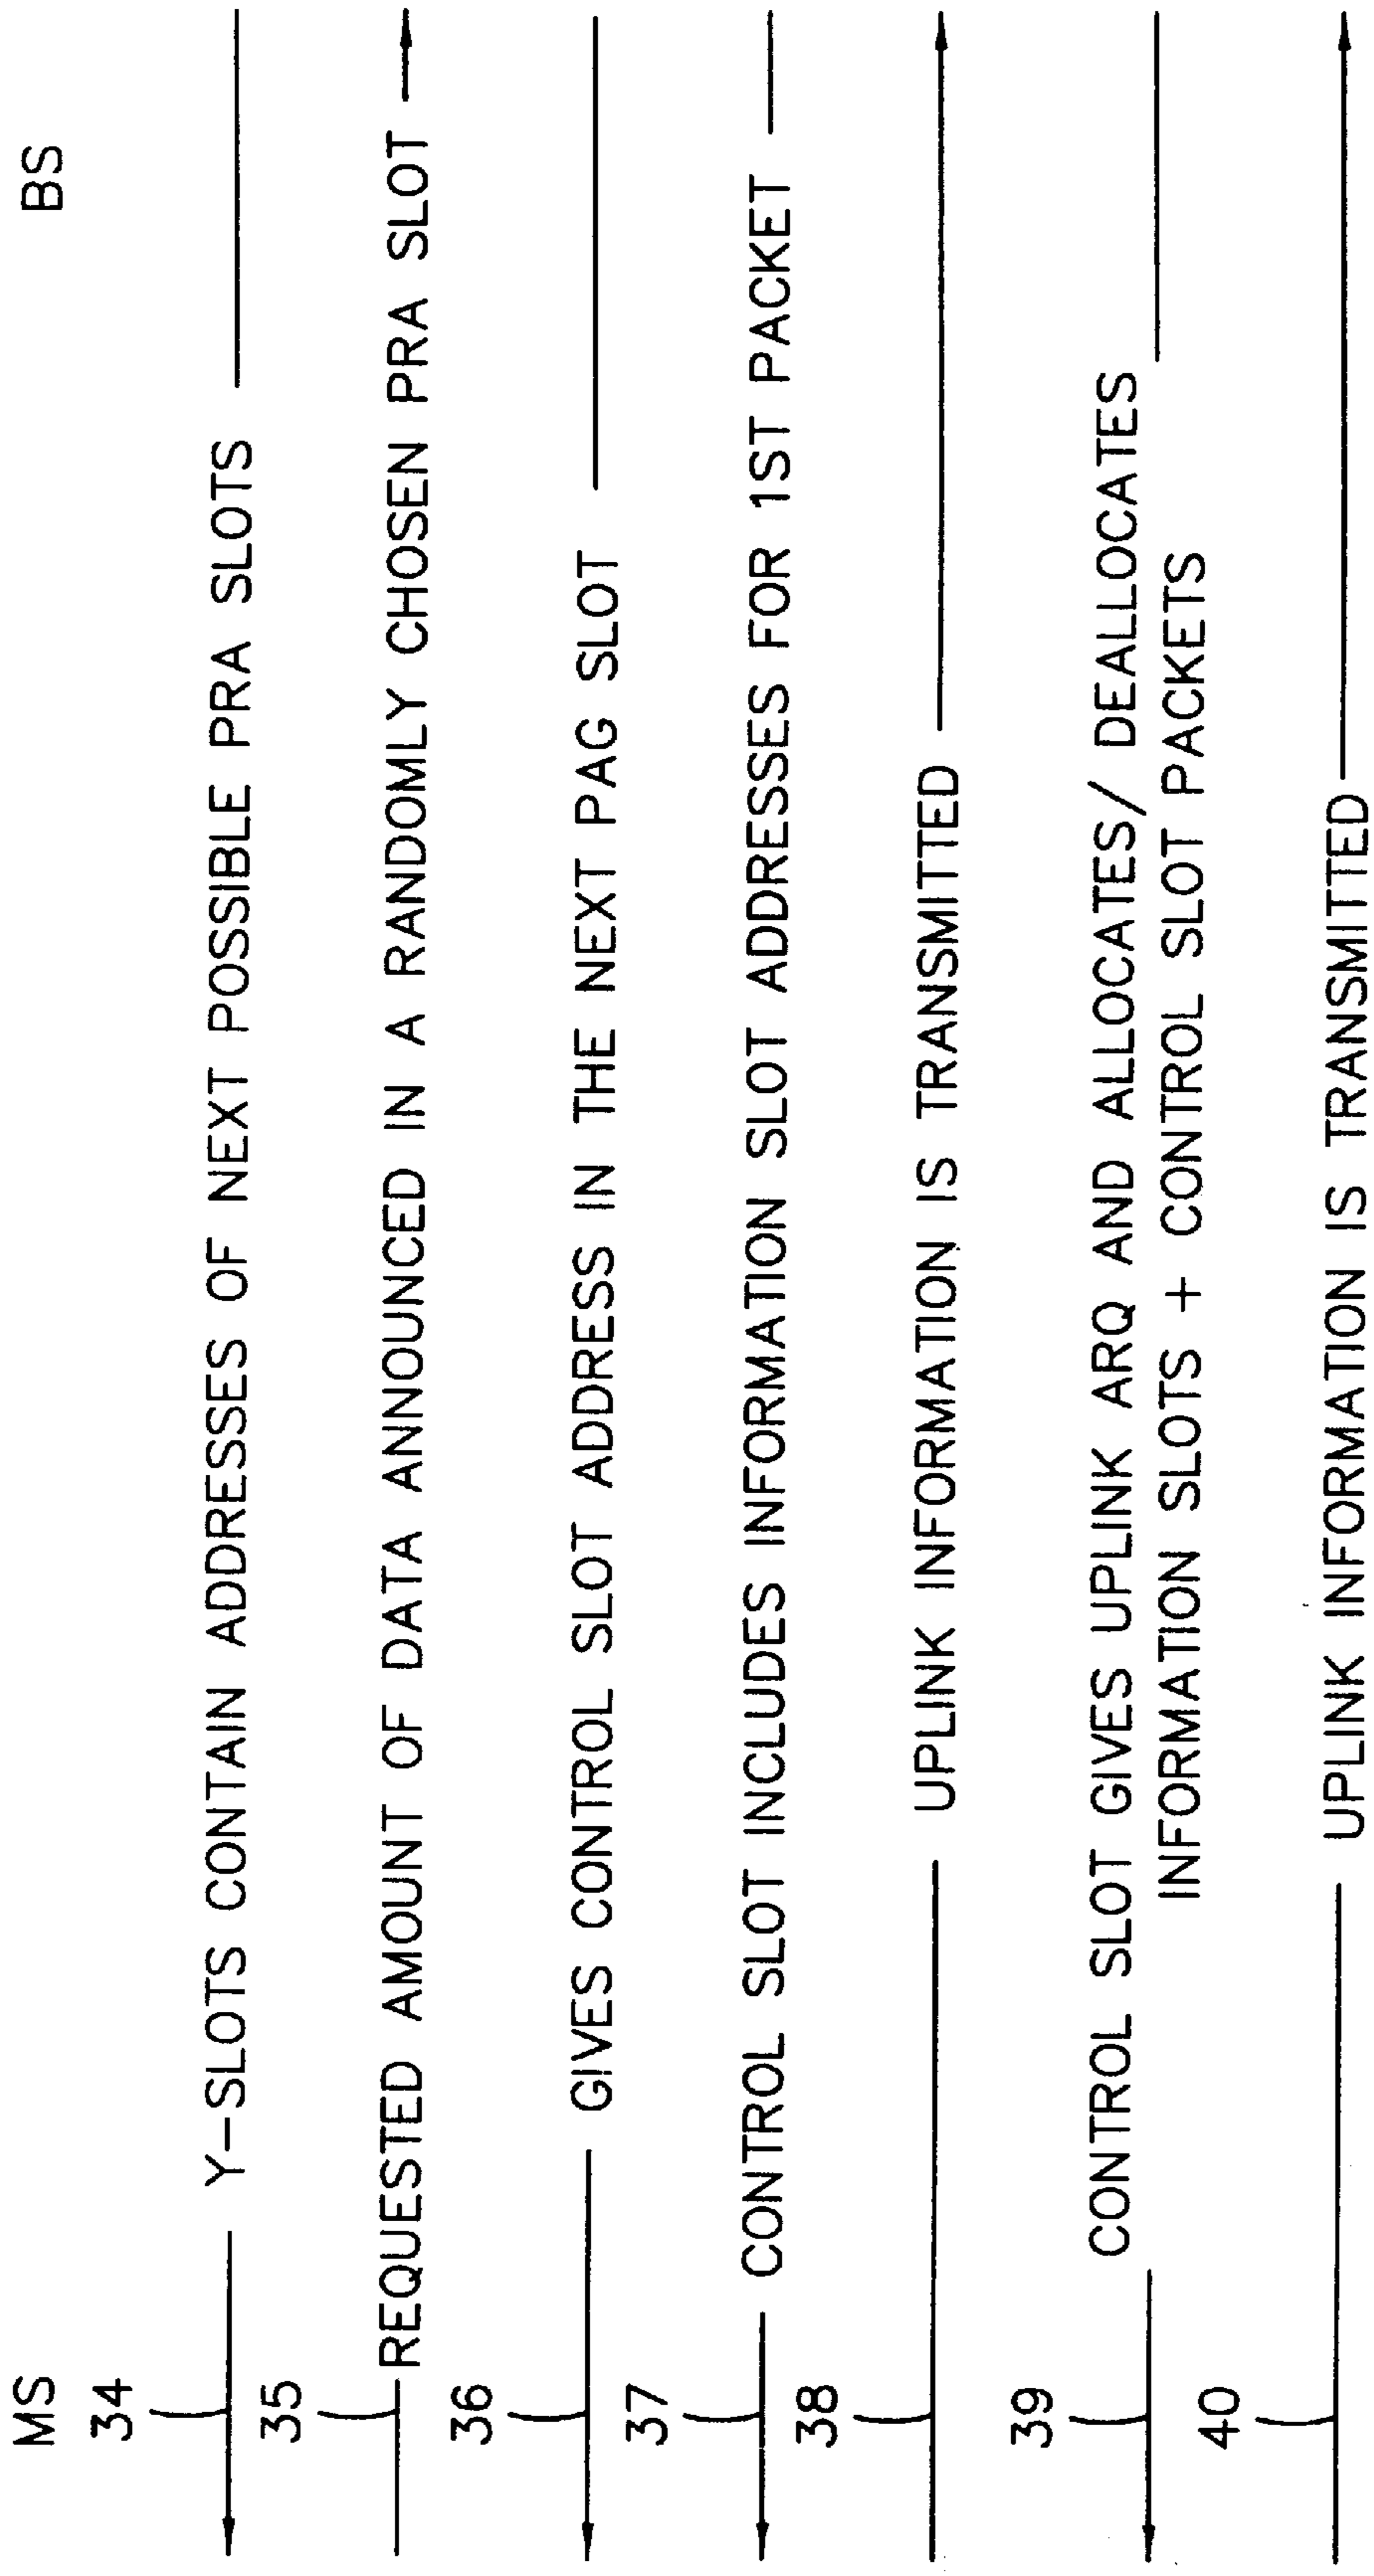 MS BS
34
Y-SLOTS CONTAIN ADDRESSES OF NEXT POSSIBLE PRA SLOTS
35
REQUESTED AMOUNT OF DATA ANNOUNCED IN A RANDOMLY CHOSEN PRA SLOT
36
GIVES CONTROL SLOT ADDRESS IN THE NEXT PAG SLOT
37
CONTROL SLOT INCLUDES INFORMATION SLOT ADDRESSES FOR 1ST PACKET
38
UPLINK INFORMATION IS TRANSMITTED
39
CONTROL SLOT GIVES UPLINK ARQ AND ALLOCATES/ DEALLOCATES
INFORMATION SLOTS + CONTROL SLOT PACKETS
40
UPLINK INFORMATION IS TRANSMITTED